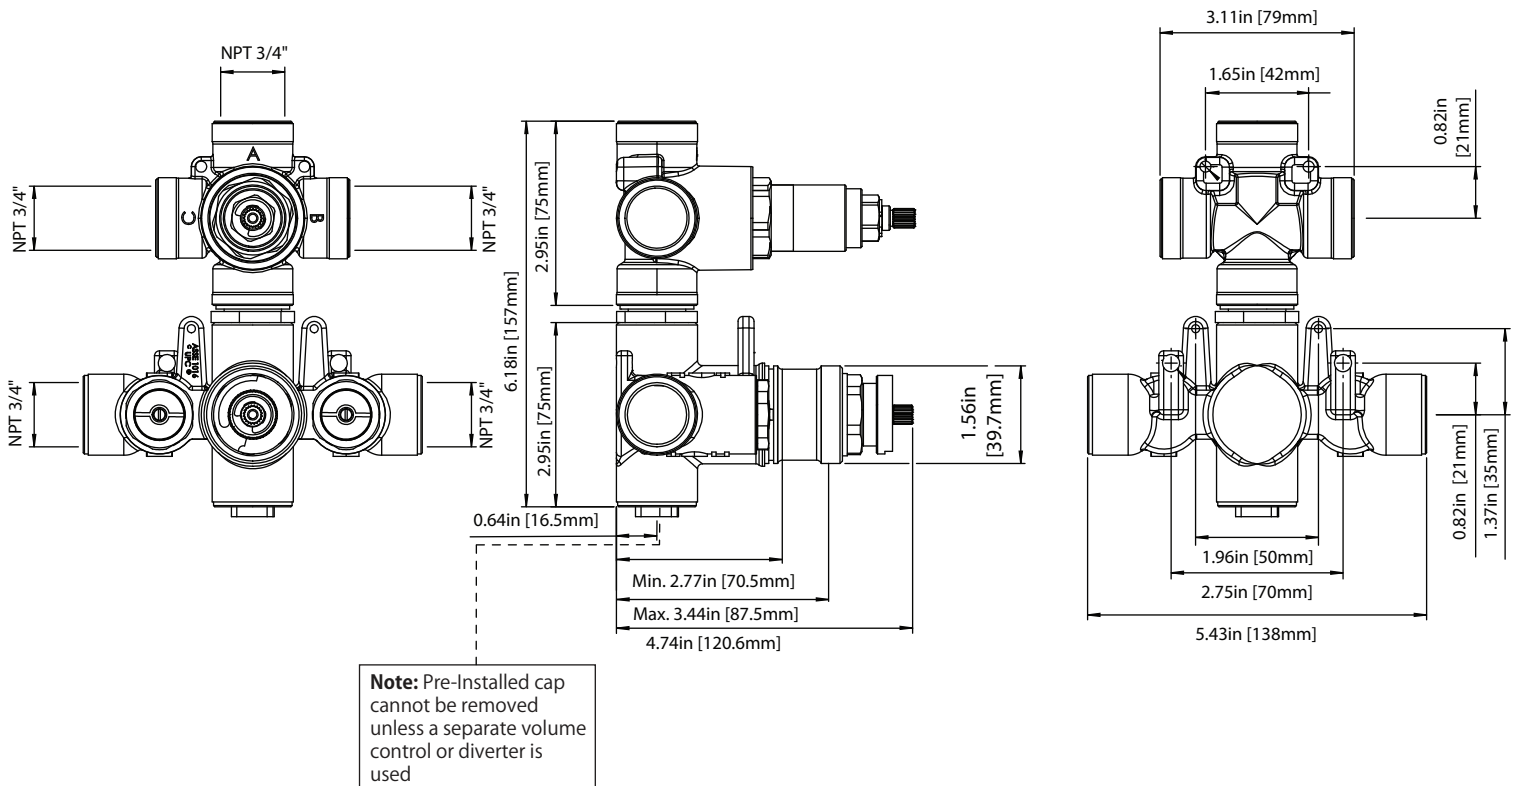 NPT 3/4"
A
C
B
NPT 3/4"
NPT 3/4"
ASSE 1016
c UPC ®
NPT 3/4"
NPT 3/4"
2.95in [75mm]
6.18in [157mm]
2.95in [75mm]
1.56in
[39.7mm]
0.64in [16.5mm]
Min. 2.77in [70.5mm]
Max. 3.44in [87.5mm]
4.74in [120.6mm]
Note: Pre-Installed cap
cannot be removed
unless a separate volume
control or diverter is
used
3.11in [79mm]
1.65in [42mm]
0.82in
[21mm]
0.82in [21mm]
1.37in [35mm]
1.96in [50mm]
2.75in [70mm]
5.43in [138mm]